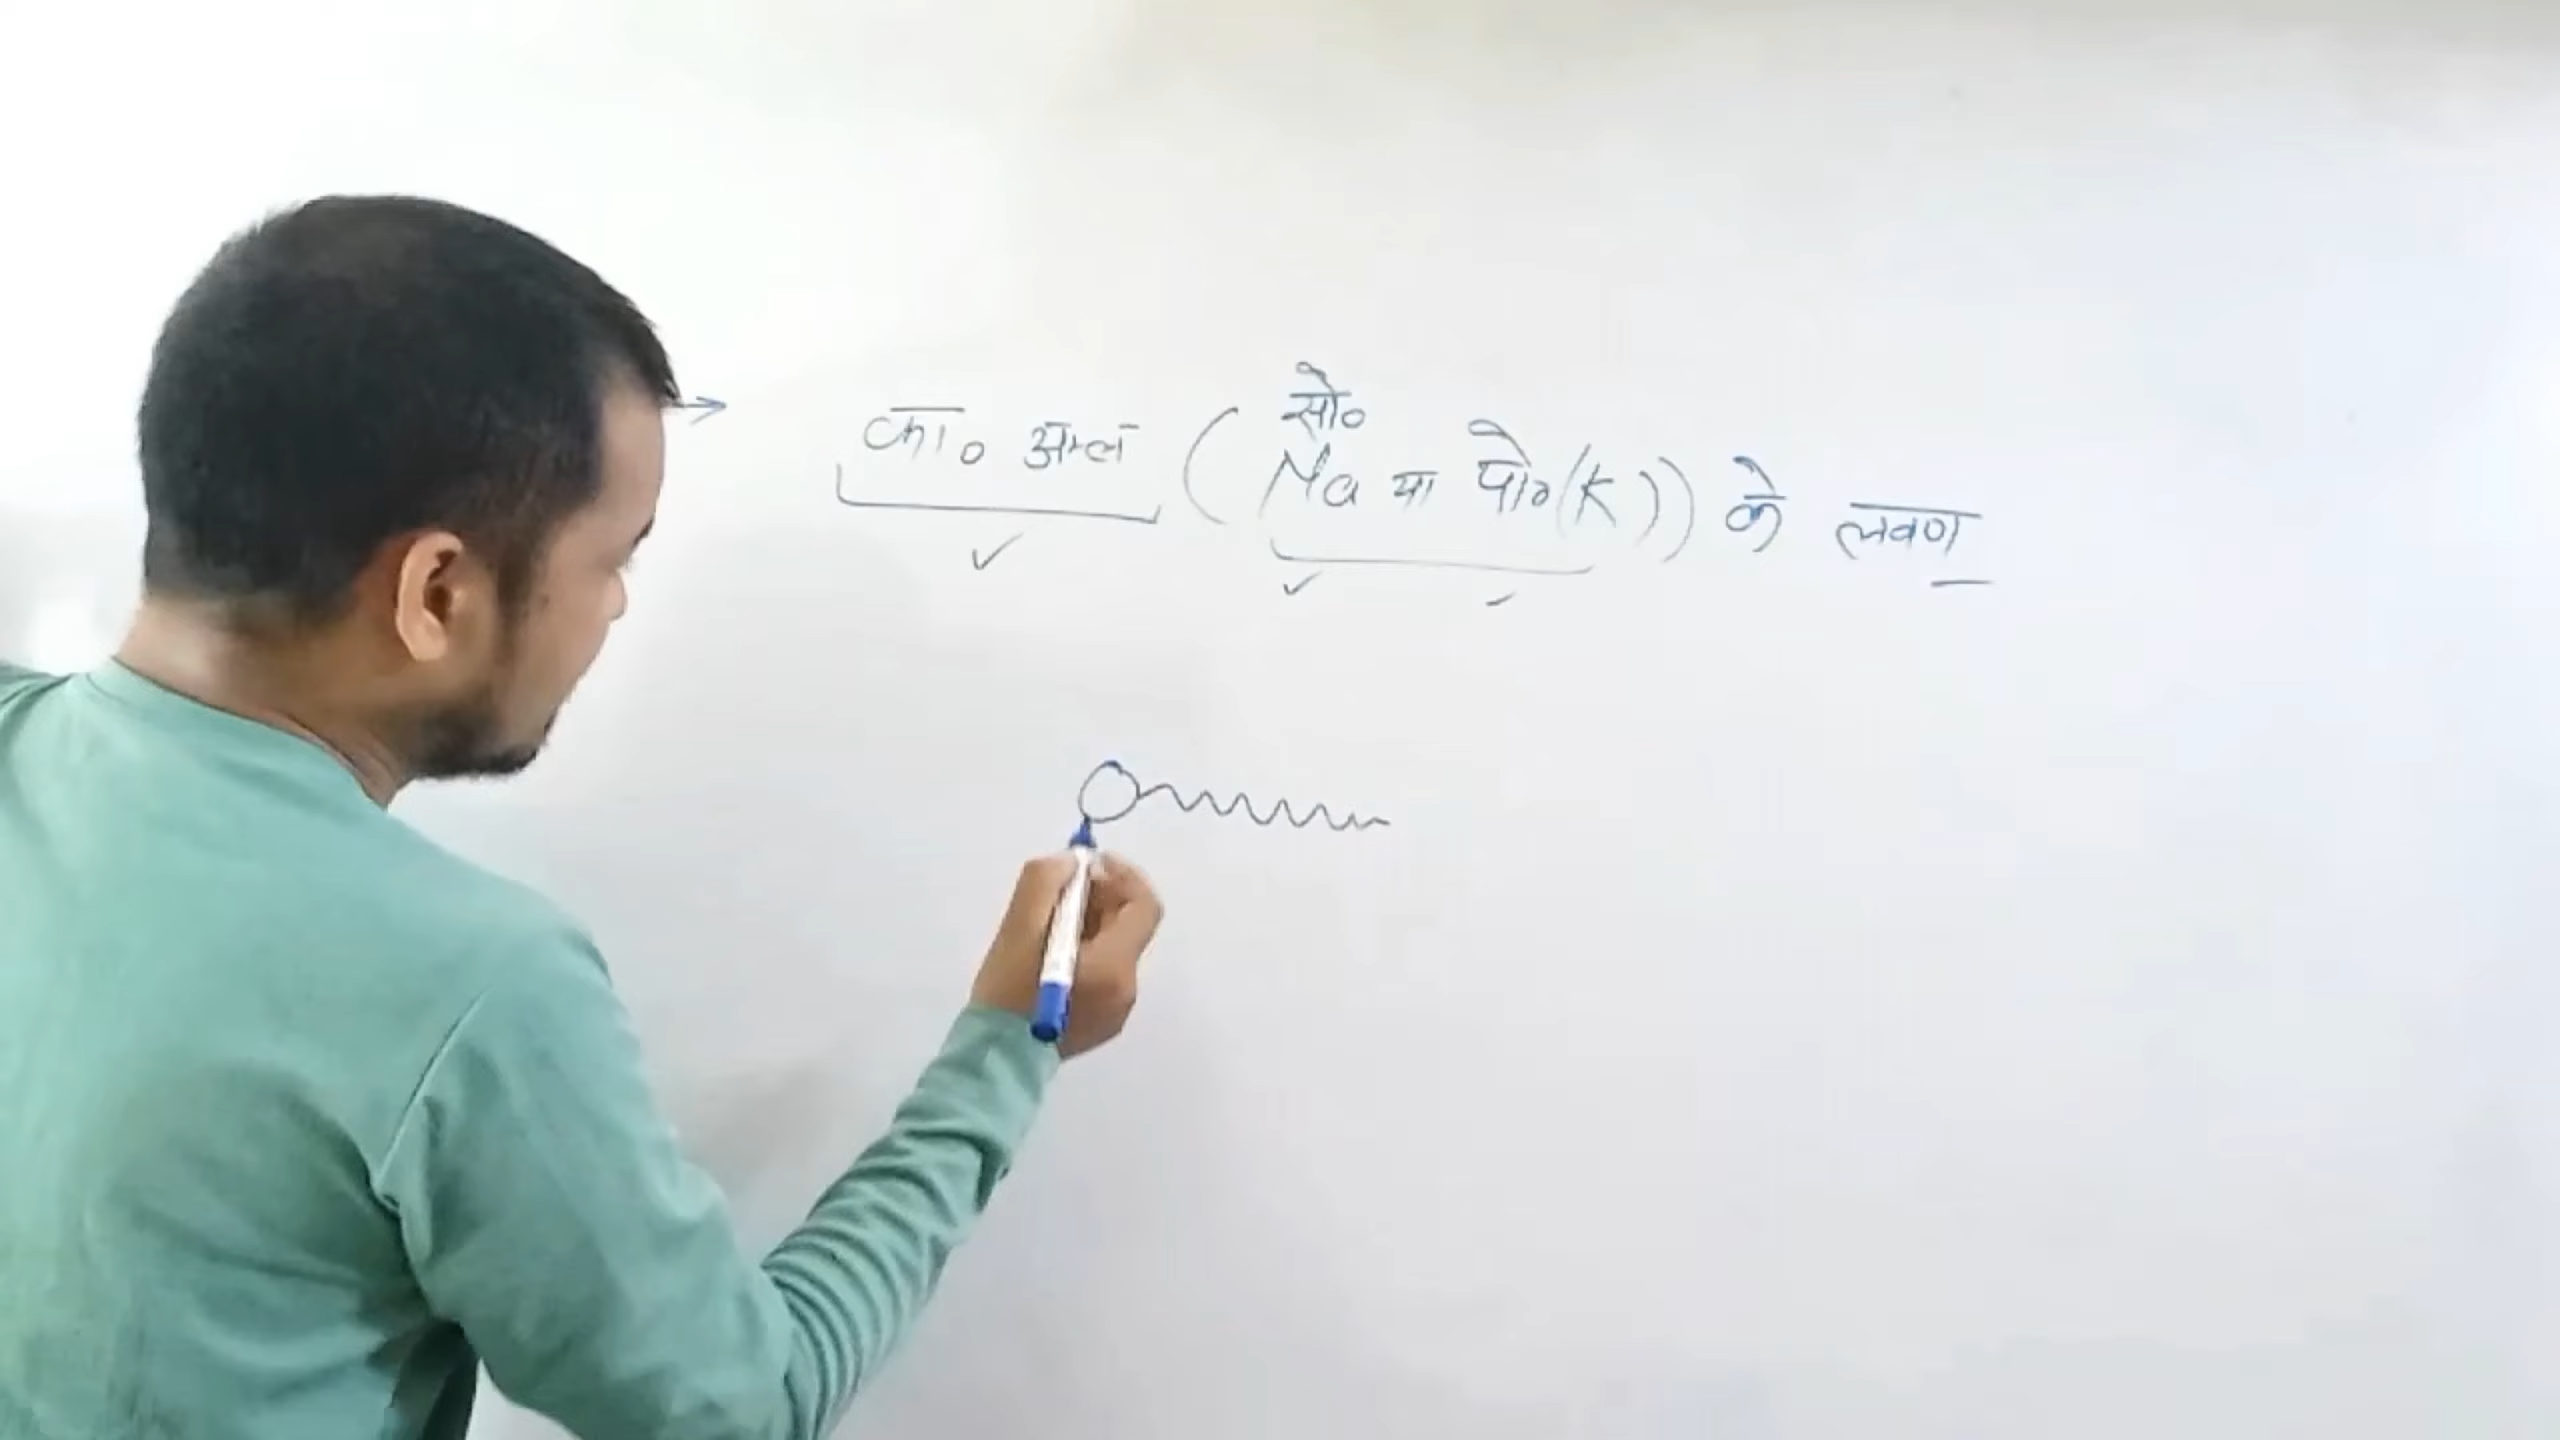 → का० अम्ल ( सो० Na या पो०(K)) के लवण